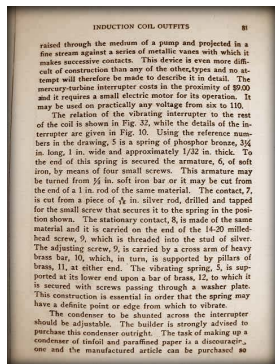 INDUCTION COIL OUTFITS 81
raised through the medum of a pump and projected in a
fine stream against a series of metallic vanes with which it
makes successive contacts. This device is even more diffi-
cult of construction than any of the other types and no at-
tempt will therefore be made to describe it in detail. The
mercury-turbine interrupter costs in the proximity of $9.00
and it requires a small electric motor for its operation. It
may be used on practically any voltage from six to 110.
The relation of the vibrating interrupter to the rest
of the coil is shown in Fig. 32, while the details of the in-
terrupter are given in Fig. 10. Using the reference num-
bers in the drawing, 5 is a spring of phosphor bronze, 3¼
in. long, 1 in. wide and approximately 1/32 in. thick. To
the end of this spring is secured the armature, 6, of soft
iron, by means of four small screws. This armature may
be turned from ½ in. soft iron bar or it may be cut from
the end of a 1 in. rod of the same material. The contact, 7,
is cut from a piece of in. silver rod, drilled and tapped
for the small screw that secures it to the spring in the posi-
tion shown. The stationary contact, 8, is made of the same
material and it is carried on the end of the 14-20 milled-
head screw, 9, which is threaded into the stud of silver.
The adjusting screw, 9, is carried by a cross arm of heavy
brass bar, 10, which, in turn, is supported by pillars of
brass, 11, at either end. The vibrating spring, 5, is sup-
ported at its lower end upon a bar of brass, 12, to which it
is secured with screws passing through a washer plate.
This construction is essential in order that the spring may
have a definite point or edge from which to vibrate.
The condenser to be shunted across the interrupter
should be adjustable. The builder is strongly advised to
purchase this condenser outright. The task of making up a
condenser of tinfoil and paraffined paper is a discouraging
one and the manufactured article can be purchased so